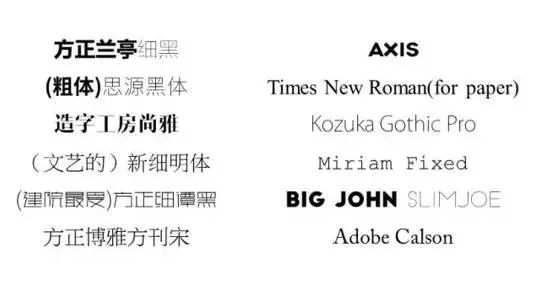 方正兰亭细黑
(粗体)思源黑体
造字工房尚雅
（文艺的）新细明体
(建院最爱)方正细谭黑
方正博雅方刊宋
AXIS
Times New Roman(for paper)
Kozuka Gothic Pro
Miriam Fixed
BIG JOHN SLIMJOE
Adobe Calson